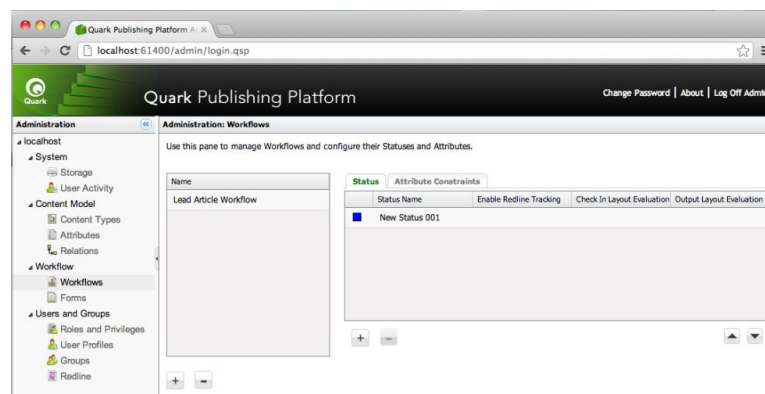 Quark Publishing Platform A
localhost:61400/admin/login.qsp
Quark
Quark Publishing Platform
Change Password | About | Log Off Admi
Administration
Administration: Workflows
localhost
System
Storage
User Activity
Content Model
Content Types
Attributes
Relations
Workflow
Workflows
Forms
Users and Groups
Roles and Privileges
User Profiles
Groups
Redline
Use this pane to manage Workflows and configure their Statuses and Attributes.
Name
Lead Article Workflow
Status Attribute Constraints
Status Name Enable Redline Tracking Check In Layout Evaluation Output Layout Evaluation
New Status 001